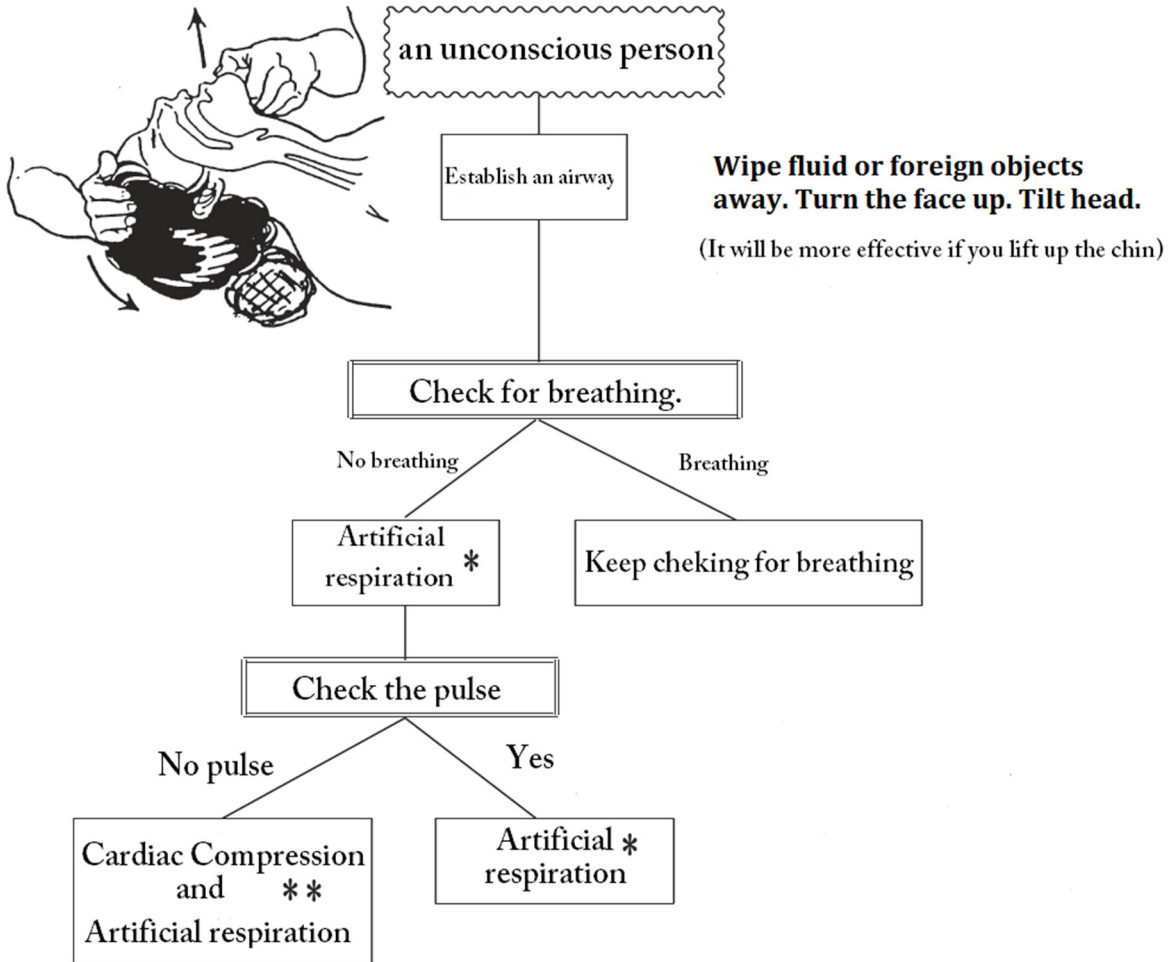 an unconscious person
Establish an airway
Wipe fluid or foreign objects
away. Turn the face up. Tilt head.
(It will be more effective if you lift up the chin)
Check for breathing.
No breathing
Breathing
Artificial
respiration *
Keep cheking for breathing
Check the pulse
No pulse
Yes
Cardiac Compression
and **
Artificial respiration
Artificial *
respiration